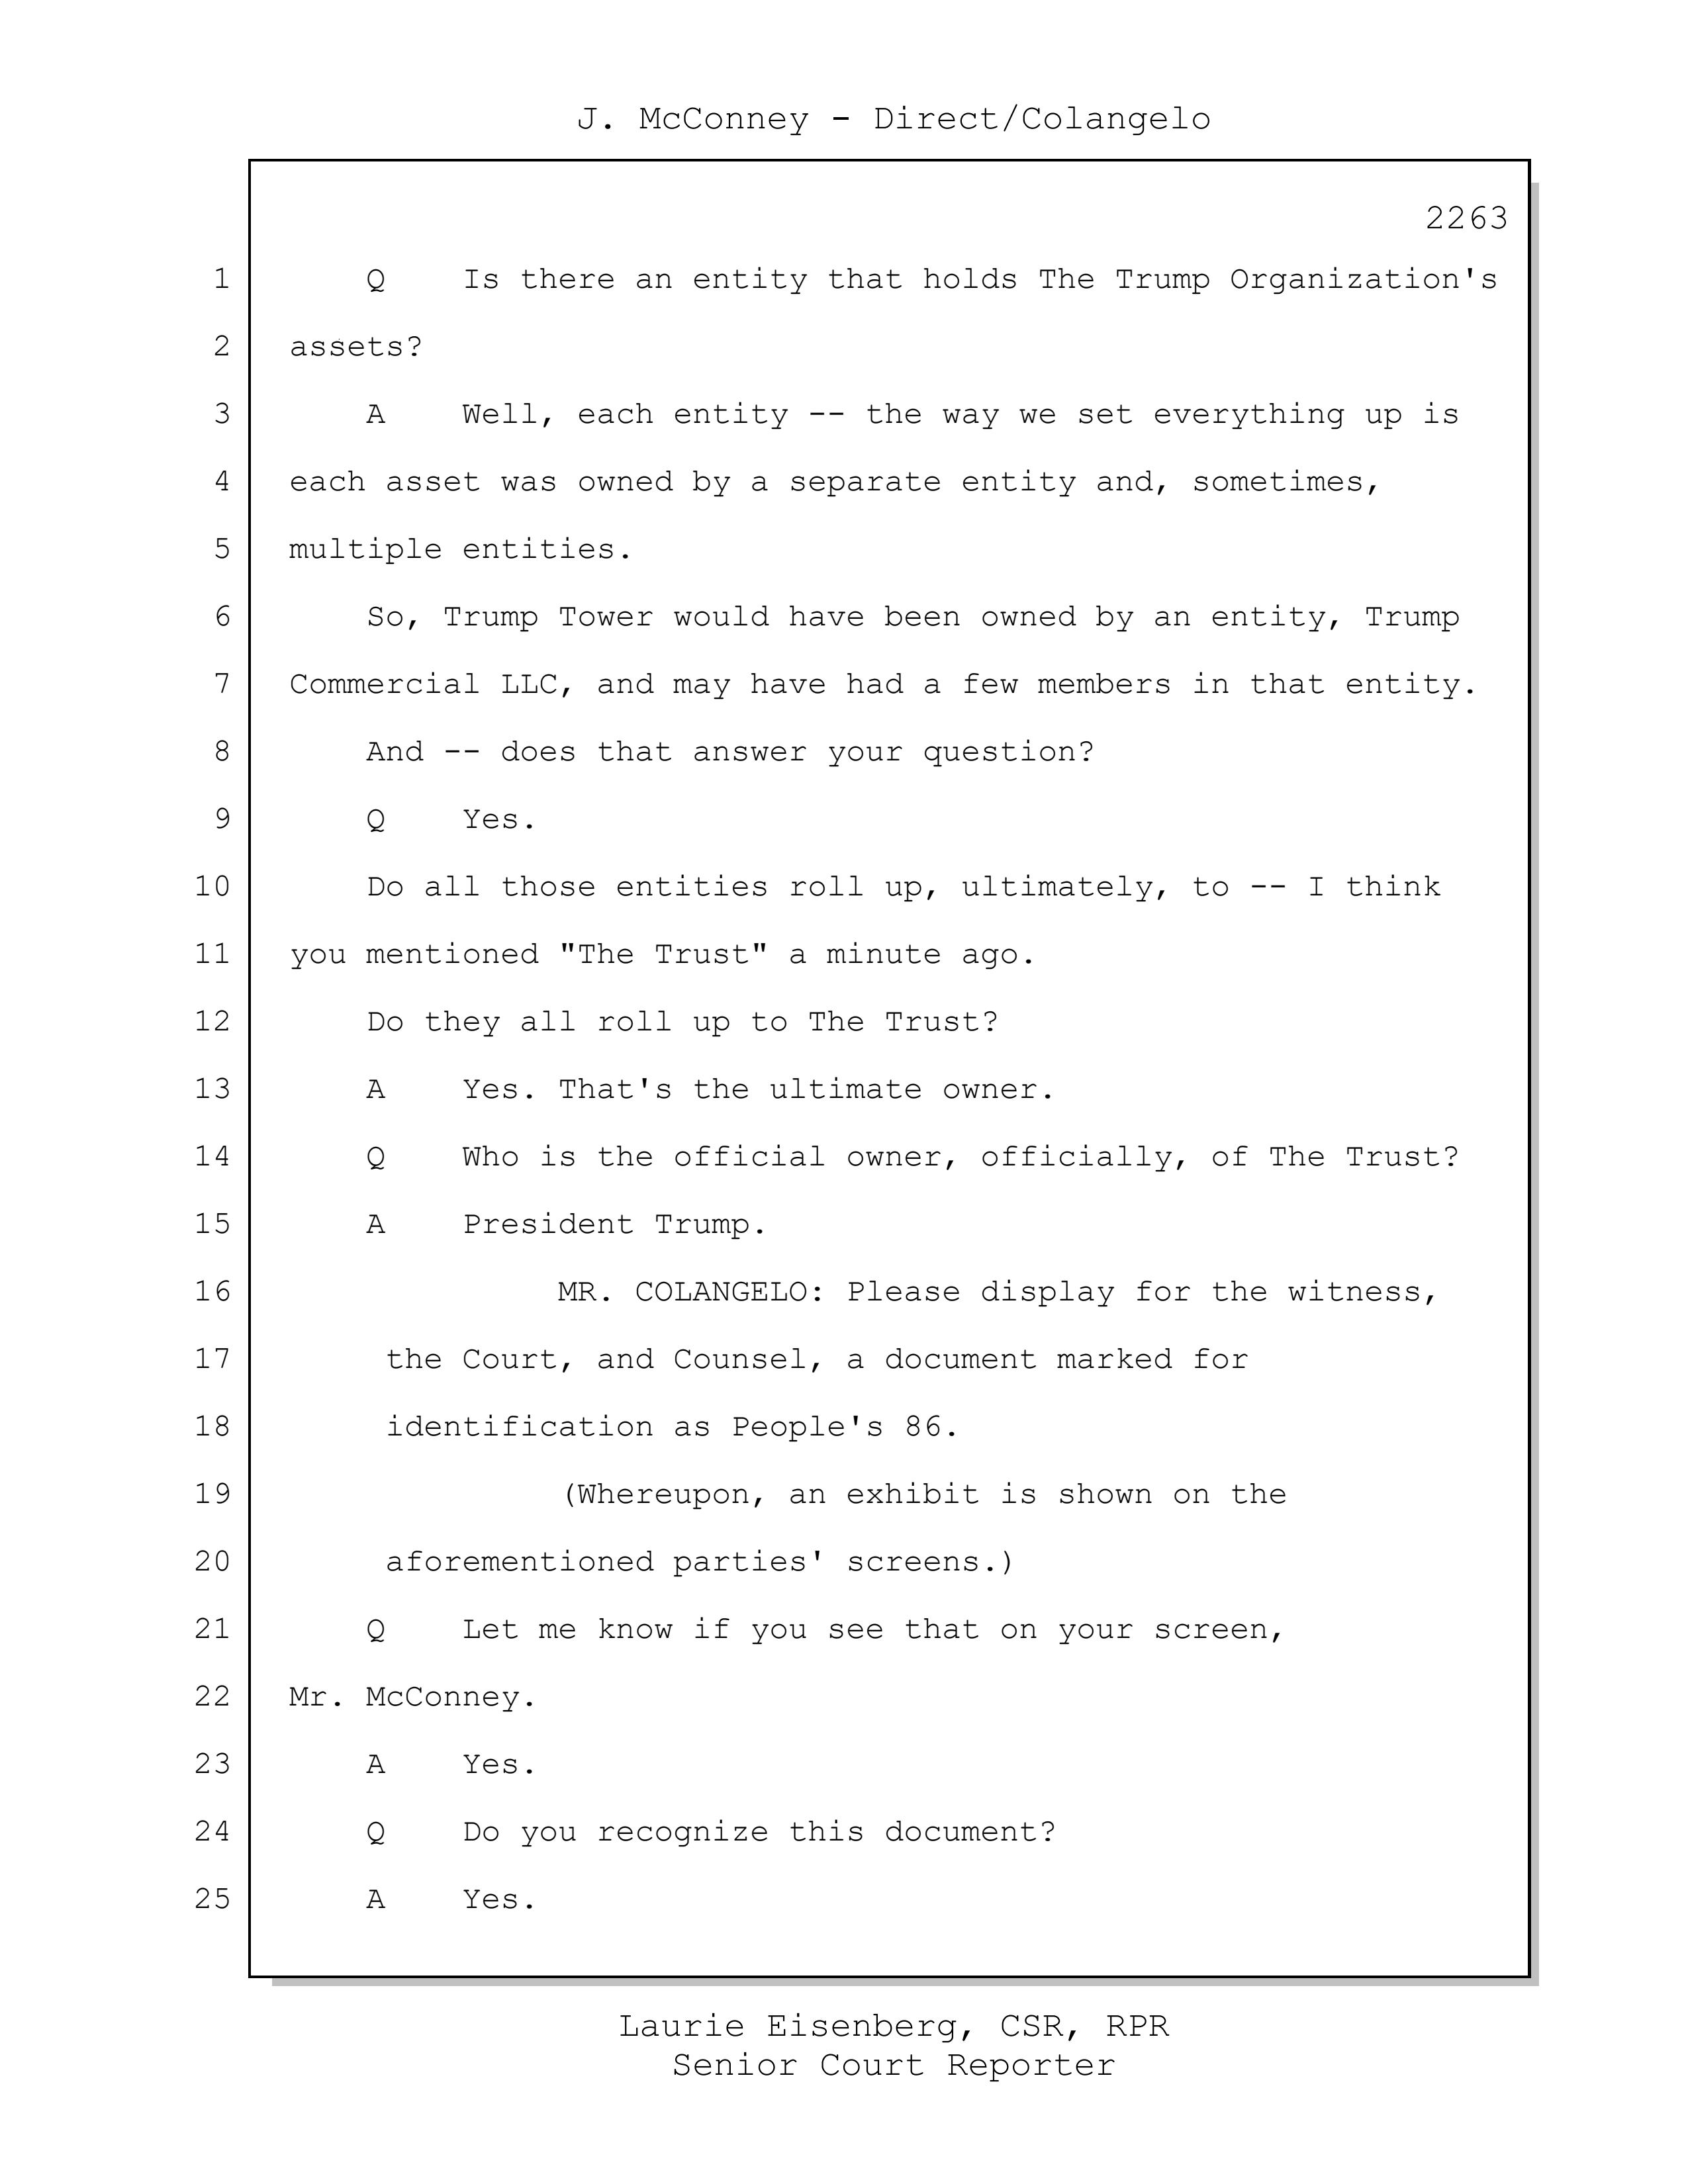 J. McConney - Direct/Colangelo
2263
1 Q Is there an entity that holds The Trump Organization's
2 assets?
3 A Well, each entity -- the way we set everything up is
4 each asset was owned by a separate entity and, sometimes,
5 multiple entities.
6 So, Trump Tower would have been owned by an entity, Trump
7 Commercial LLC, and may have had a few members in that entity.
8 And -- does that answer your question?
9 Q Yes.
10 Do all those entities roll up, ultimately, to -- I think
11 you mentioned "The Trust" a minute ago.
12 Do they all roll up to The Trust?
13 A Yes. That's the ultimate owner.
14 Q Who is the official owner, officially, of The Trust?
15 A President Trump.
16 MR. COLANGELO: Please display for the witness,
17 the Court, and Counsel, a document marked for
18 identification as People's 86.
19 (Whereupon, an exhibit is shown on the
20 aforementioned parties' screens.)
21 Q Let me know if you see that on your screen,
22 Mr. McConney.
23 A Yes.
24 Q Do you recognize this document?
25 A Yes.
Laurie Eisenberg, CSR, RPR
Senior Court Reporter